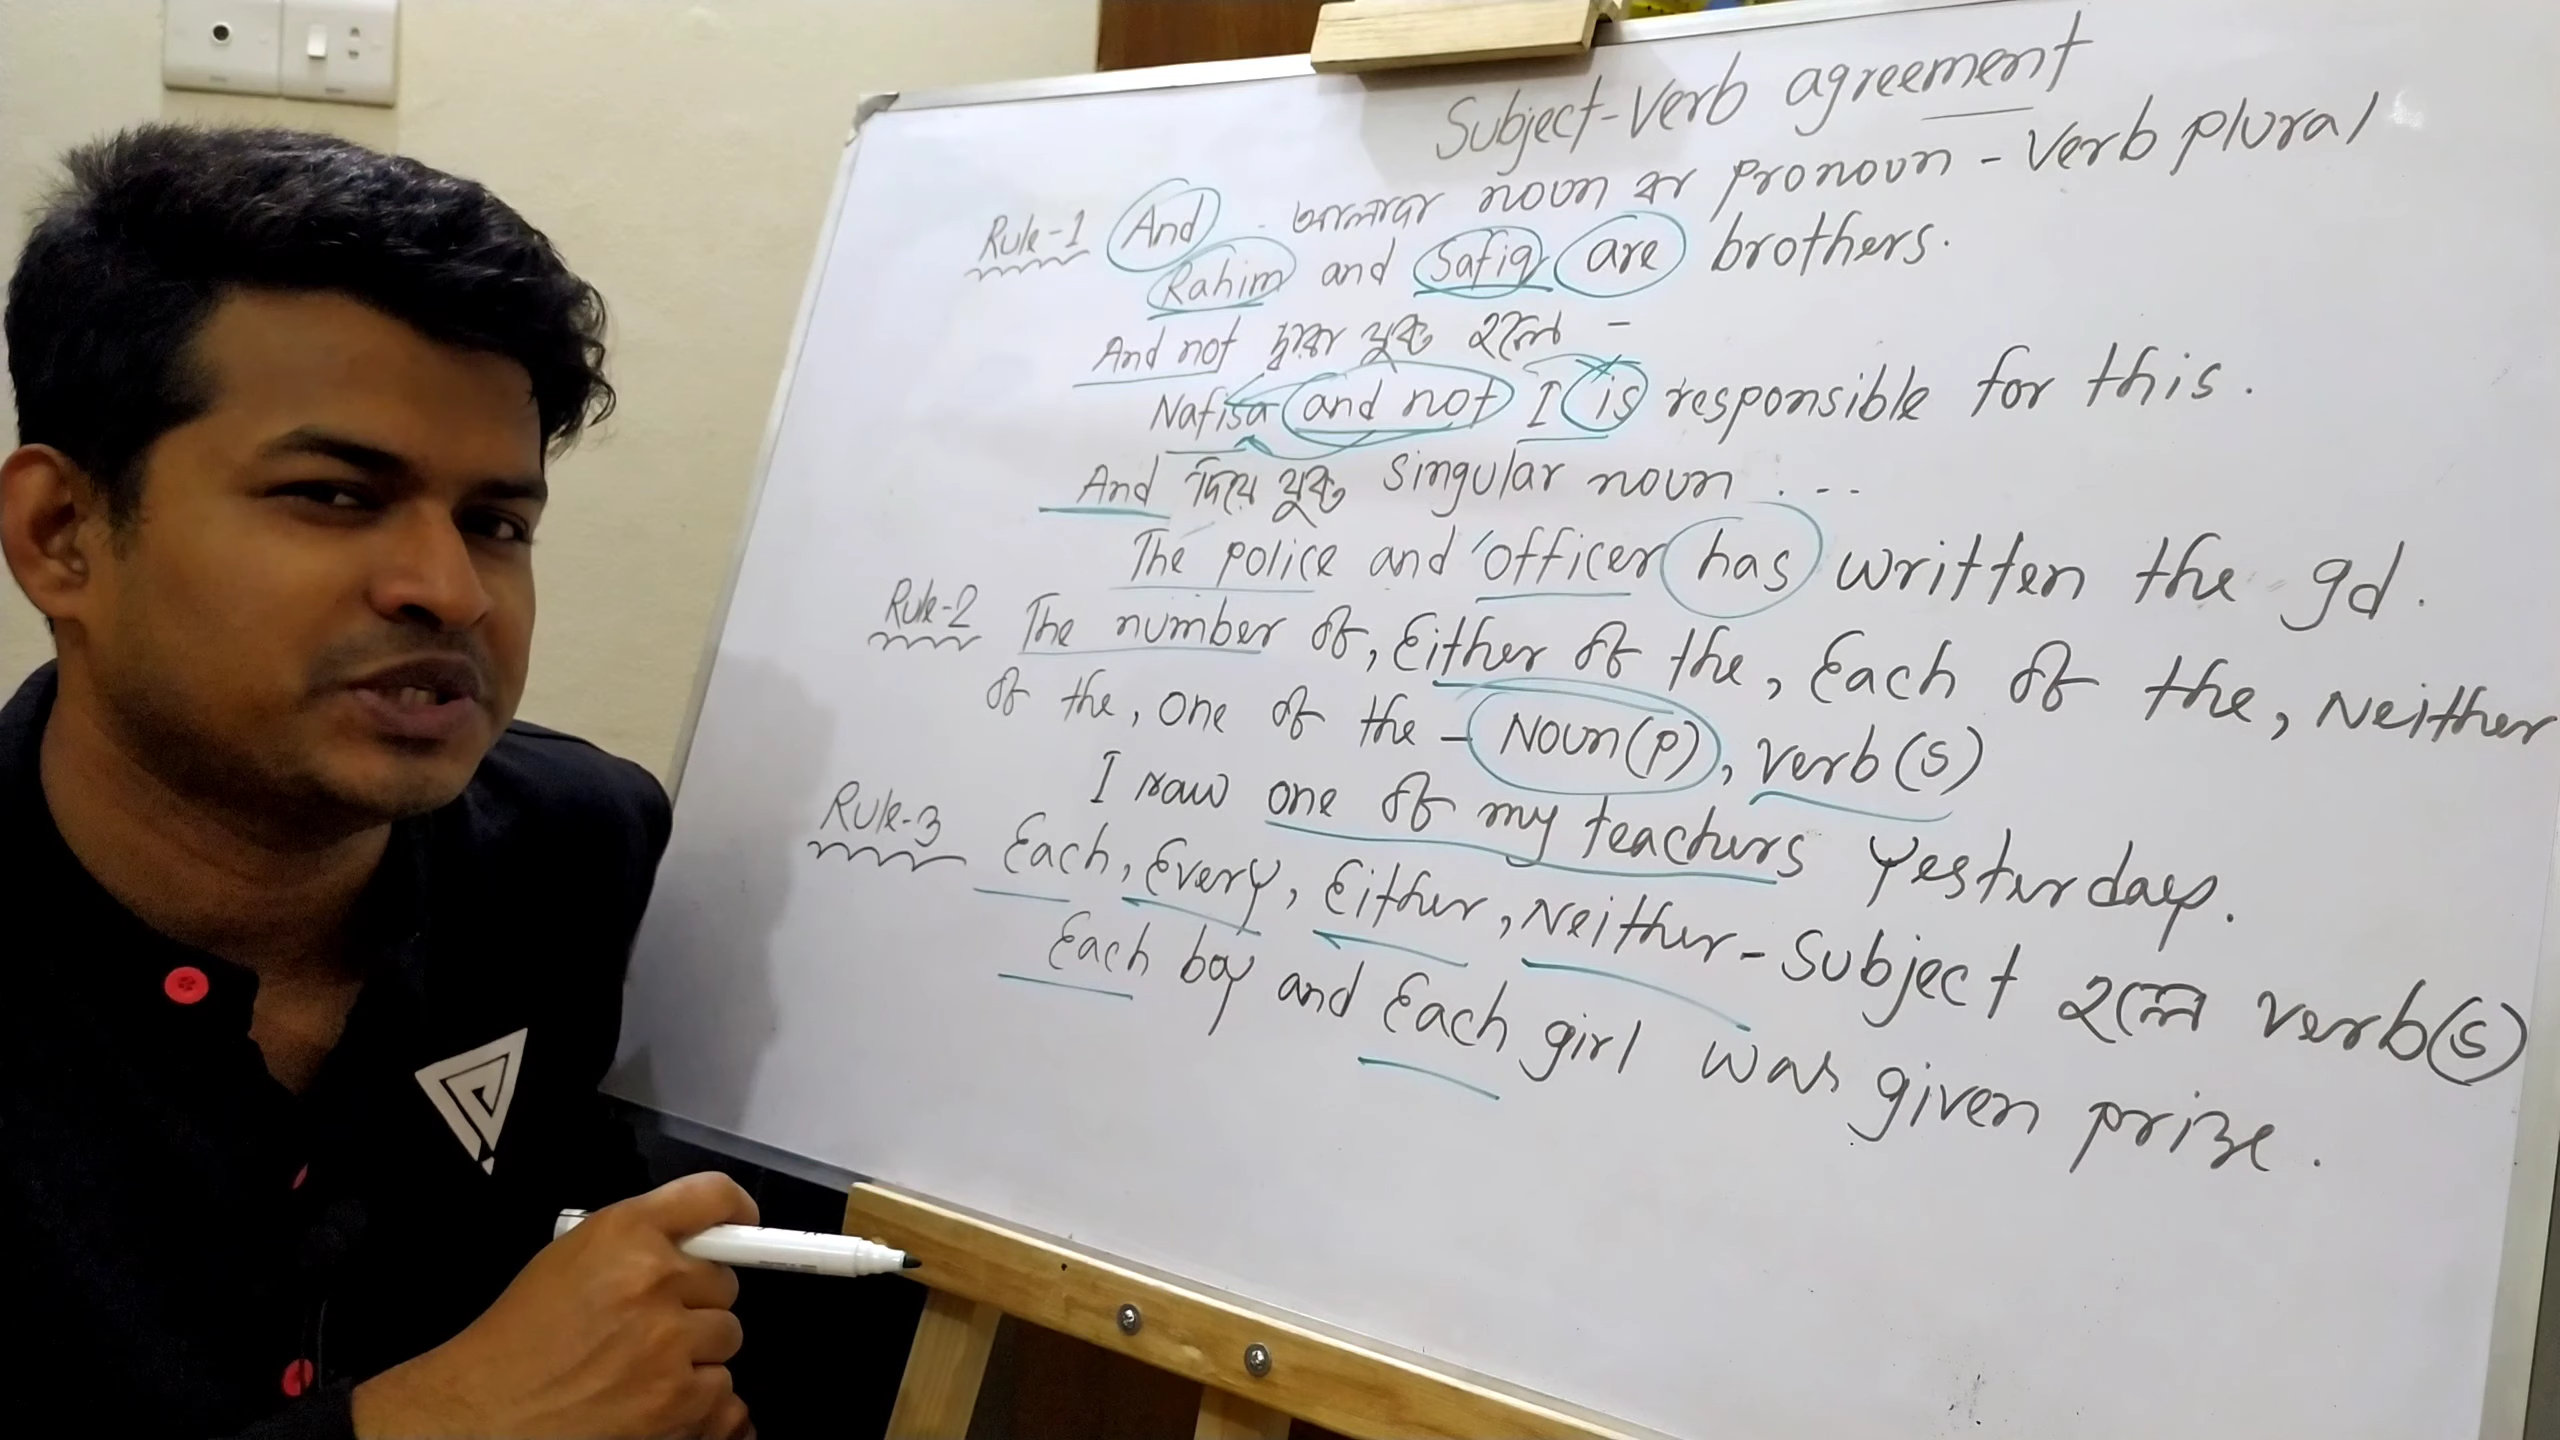 Subject-Verb agreement
Rule-1 And - আলাদা noun বা pronoun - Verb plural
Rahim and Safiq are brothers.
And not দ্বারা যুক্ত হলে -
Nafisa and not I is responsible for this.
And দিয়ে যুক্ত singular noun ...
The police and officer has written the gd.
Rule-2 The number of, Either of the, Each of the, Neither
of the, one of the - Noun(p), verb(s)
I saw one of my teachers yesterday.
Rule-3 Each, Every, Either, Neither - Subject হলে verb(s)
Each boy and Each girl was given prize.